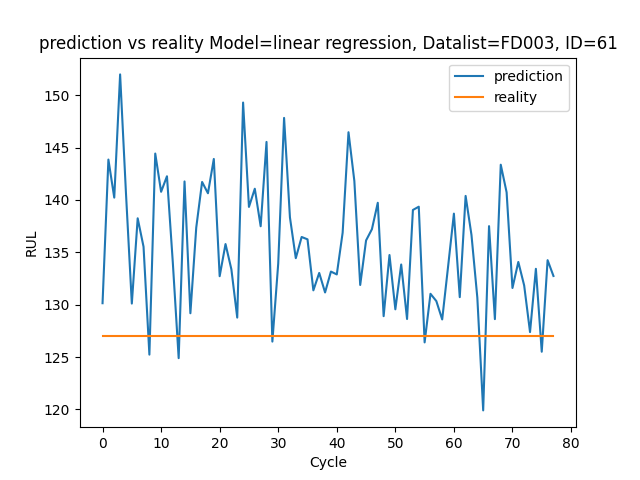 prediction vs reality Model=linear regression, Datalist=FD003, ID=61
prediction
reality
RUL
150
145
140
135
130
125
120
0 10 20 30 40 50 60 70 80
Cycle